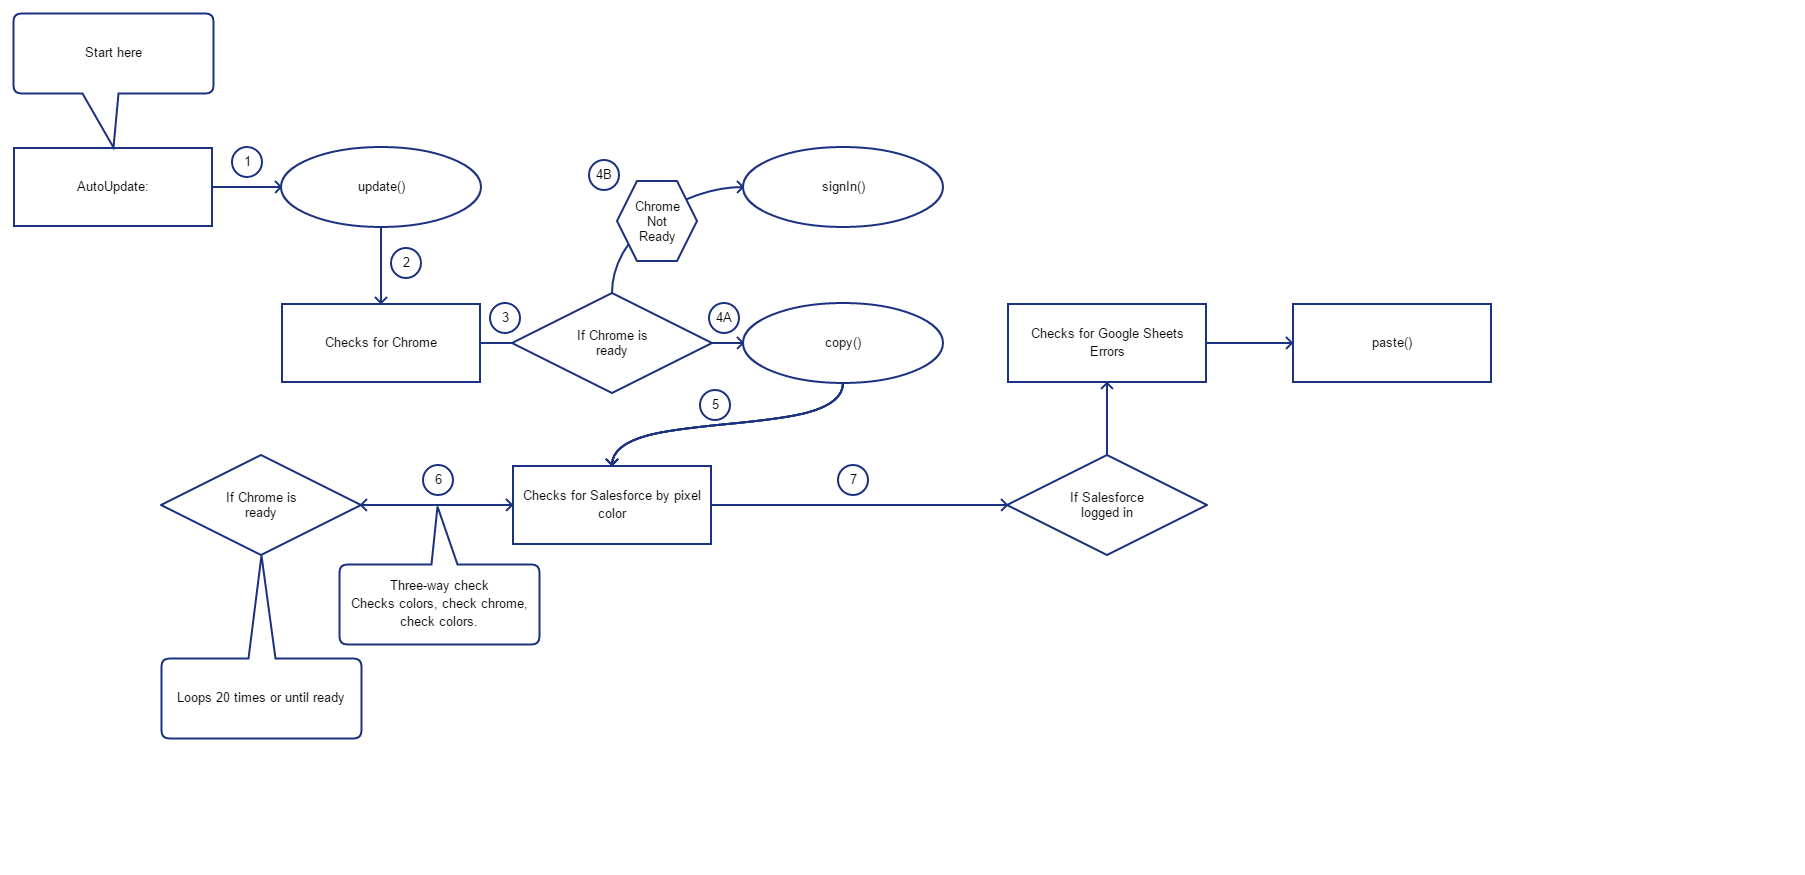 Start here
AutoUpdate:
1
update()
2
4B
Chrome
Not
Ready
signIn()
Checks for Chrome
3
If Chrome is
ready
4A
copy()
Checks for Google Sheets
Errors
paste()
5
If Chrome is
ready
6
Checks for Salesforce by pixel
color
7
If Salesforce
logged in
Three-way check
Checks colors, check chrome,
check colors.
Loops 20 times or until ready